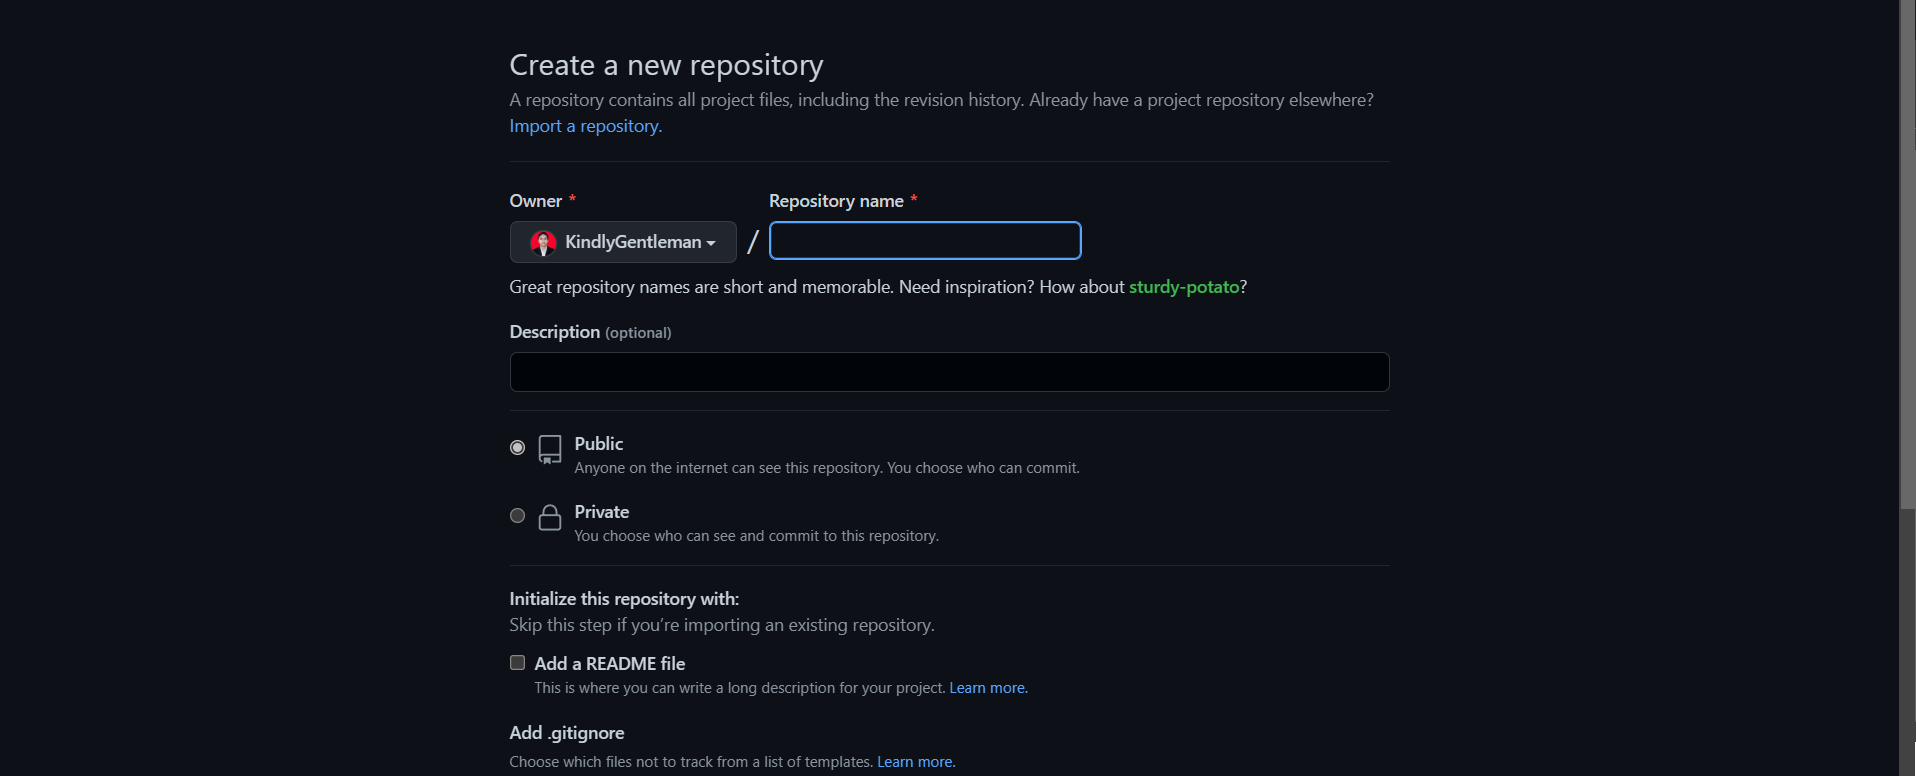 Create a new repository
A repository contains all project files, including the revision history. Already have a project repository elsewhere?
Import a repository.
Owner * Repository name *
KindlyGentleman /
Great repository names are short and memorable. Need inspiration? How about sturdy-potato?
Description (optional)
Public
Anyone on the internet can see this repository. You choose who can commit.
Private
You choose who can see and commit to this repository.
Initialize this repository with:
Skip this step if you’re importing an existing repository.
Add a README file
This is where you can write a long description for your project. Learn more.
Add .gitignore
Choose which files not to track from a list of templates. Learn more.